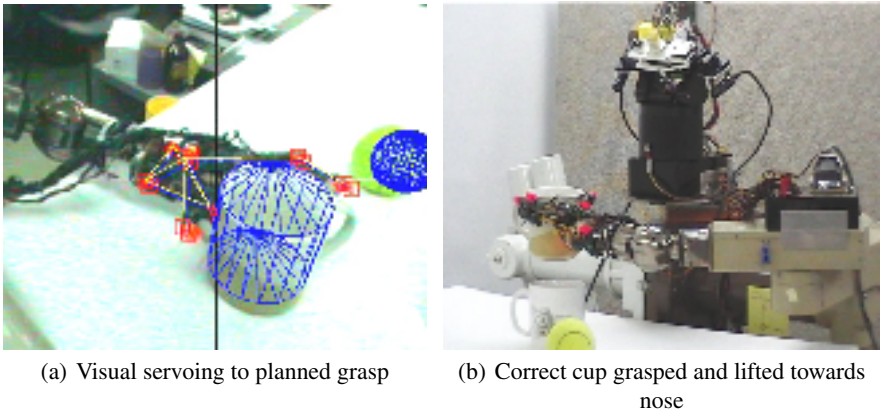 (a) Visual servoing to planned grasp
(b) Correct cup grasped and lifted towards
nose